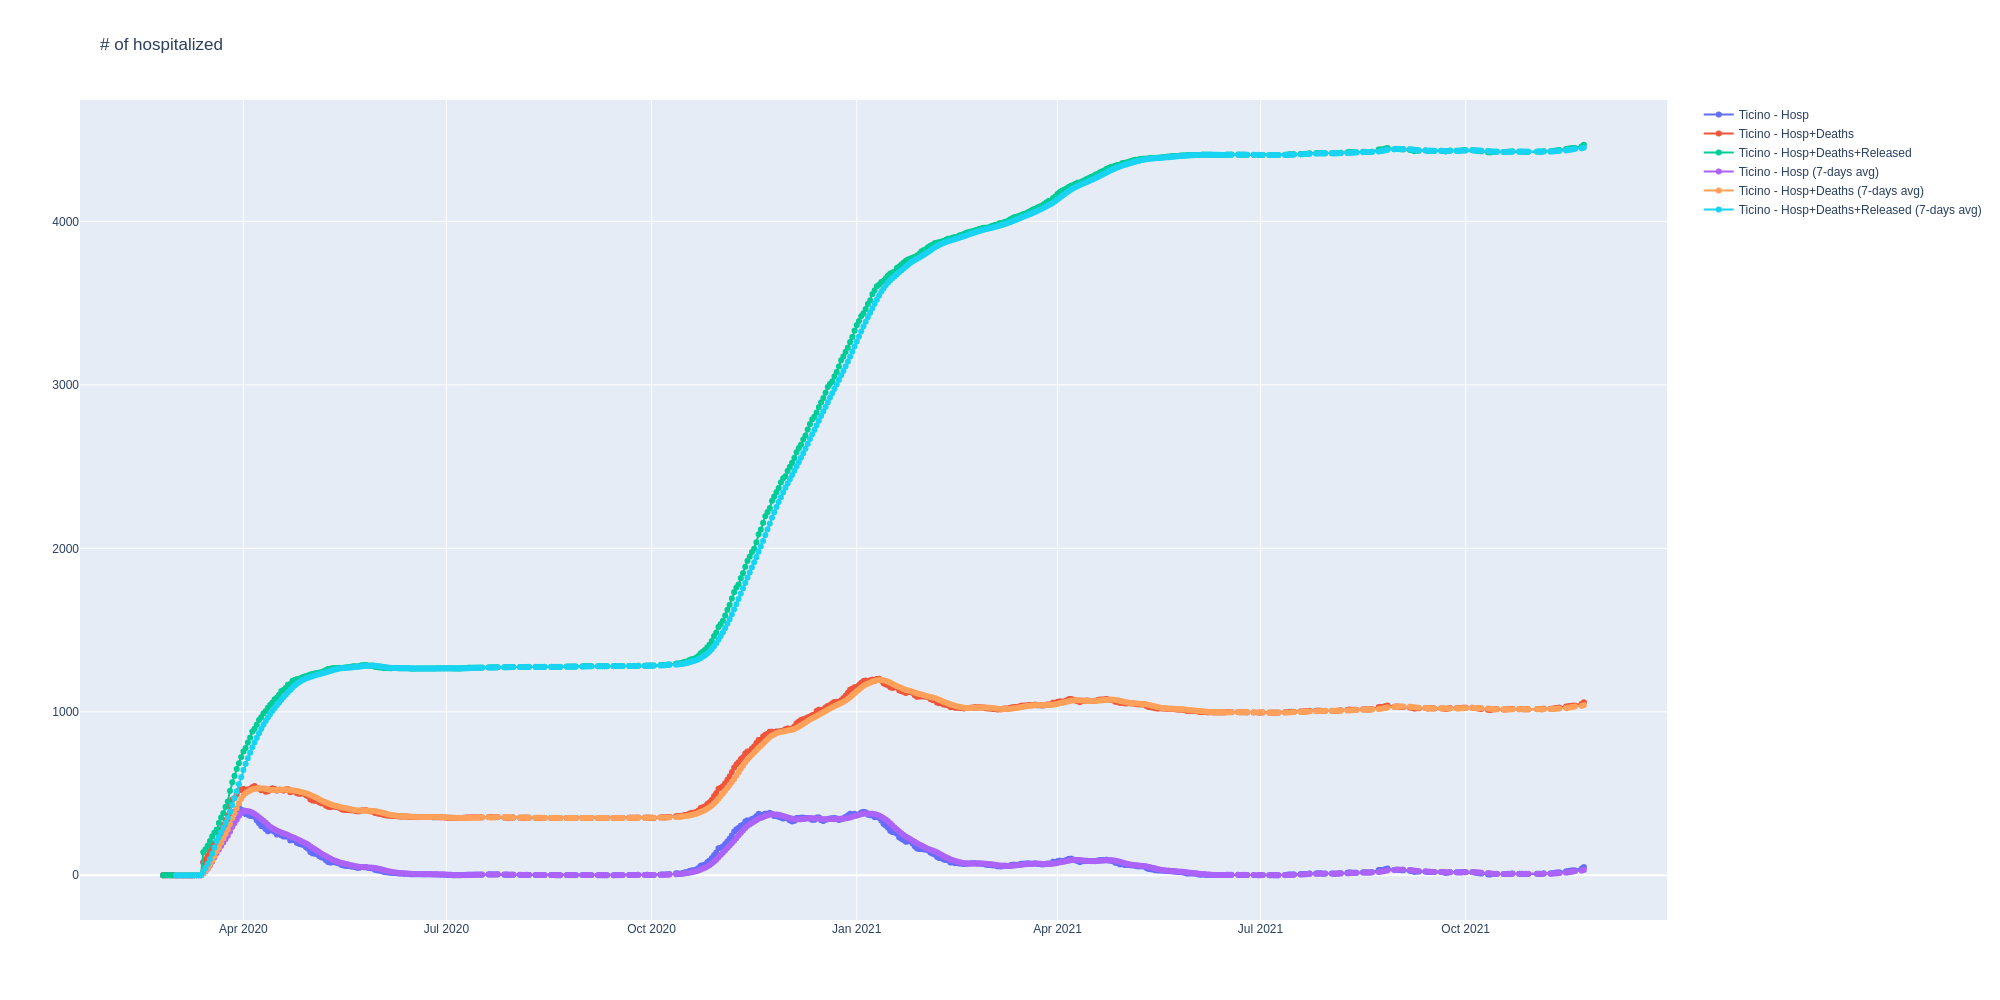 # of hospitalized
Ticino - Hosp
Ticino - Hosp+Deaths
Ticino - Hosp+Deaths+Released
Ticino - Hosp (7-days avg)
Ticino - Hosp+Deaths (7-days avg)
Ticino - Hosp+Deaths+Released (7-days avg)
4000
3000
2000
1000
0
Apr 2020 Jul 2020 Oct 2020 Jan 2021 Apr 2021 Jul 2021 Oct 2021